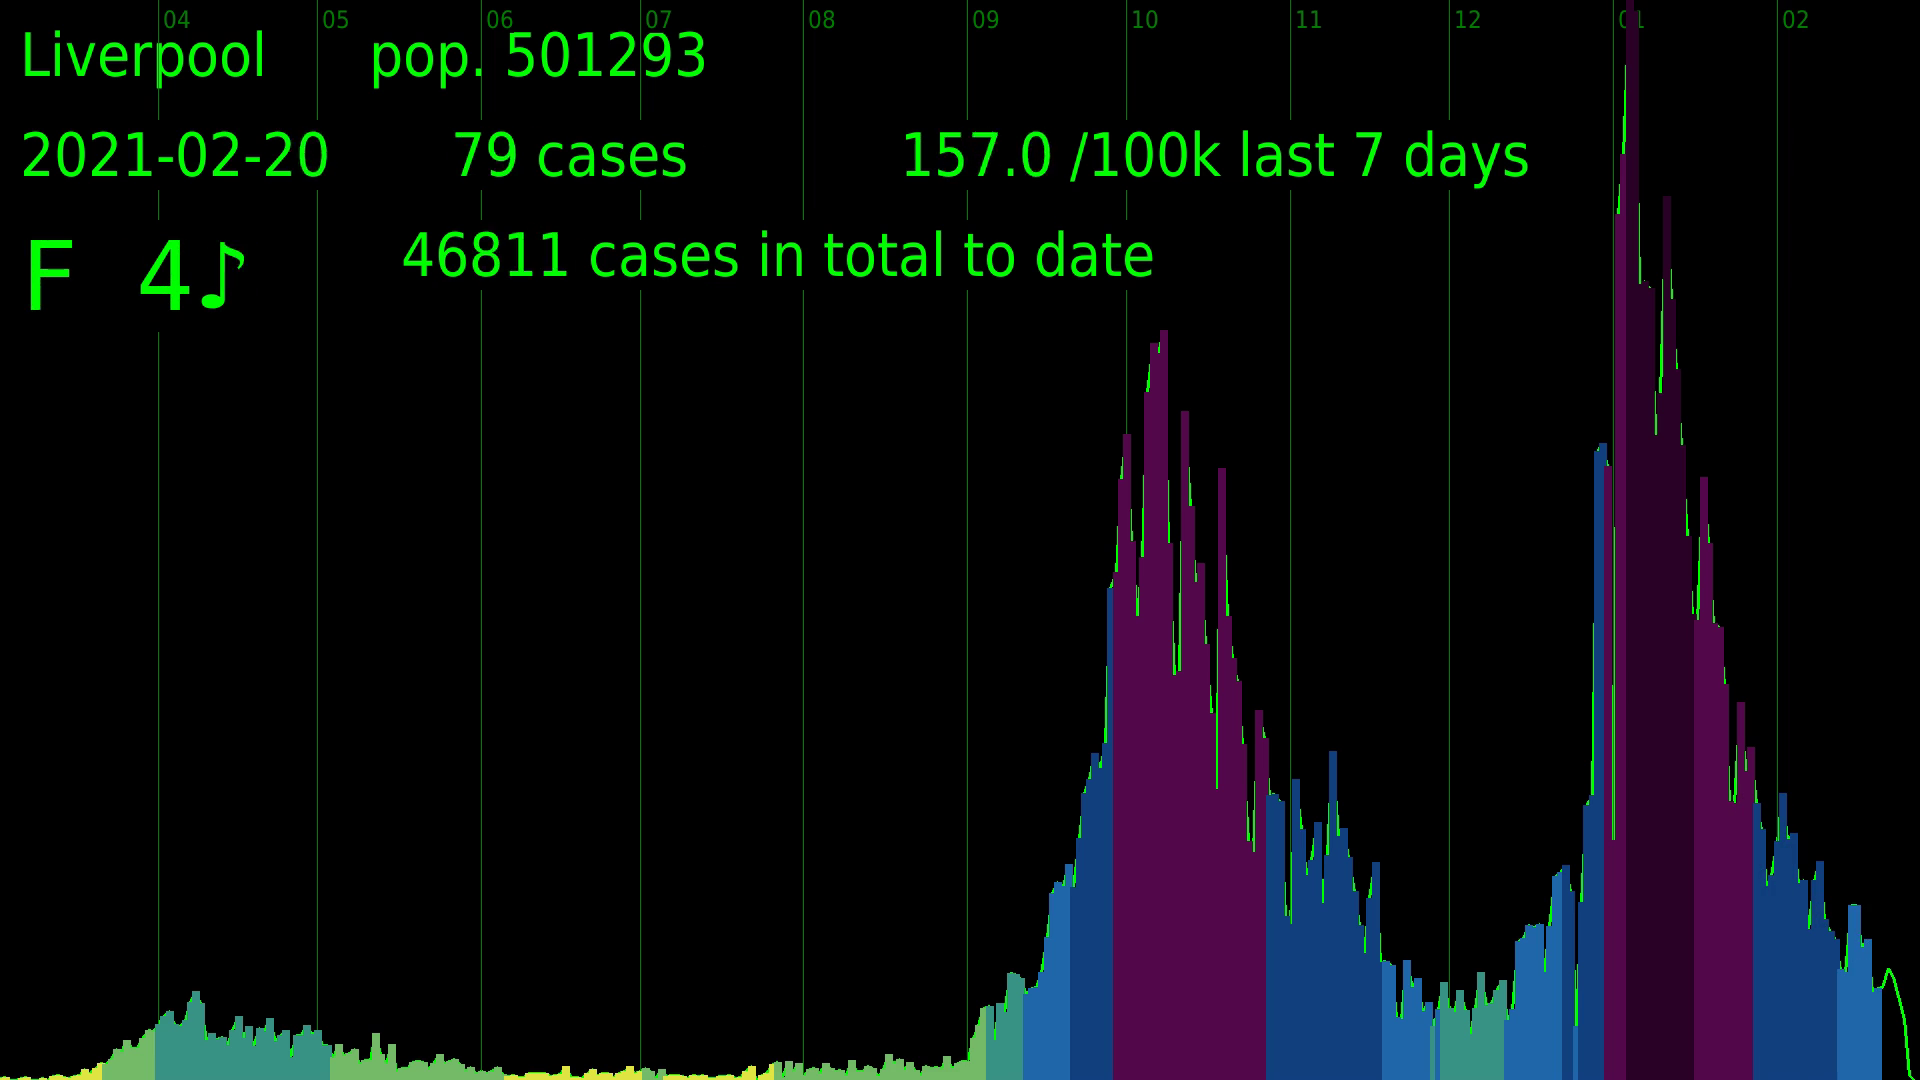 04 05 06 07 08 09 10 11 12 01 02
Liverpool pop. 501293
2021-02-20 79 cases 157.0 /100k last 7 days
F 4♪ 46811 cases in total to date